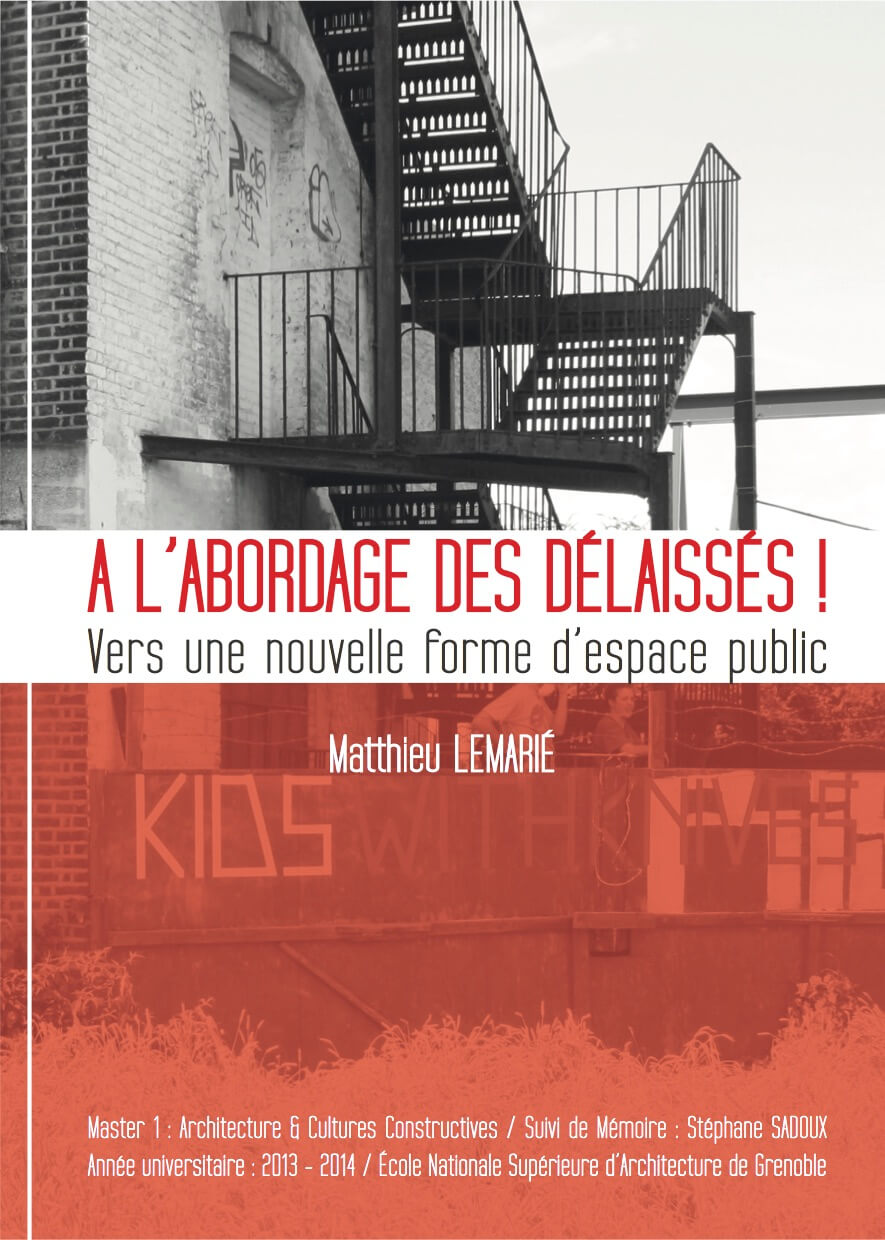 A L'ABORDAGE DES DÉLAISSÉS !
Vers une nouvelle forme d'espace public
Matthieu LEMARIÉ
KIDS WITH KNIVES
Master 1 : Architecture & Cultures Constructives / Suivi de Mémoire : Stéphane SADOUX
Année universitaire : 2013 - 2014 / École Nationale Supérieure d'Architecture de Grenoble